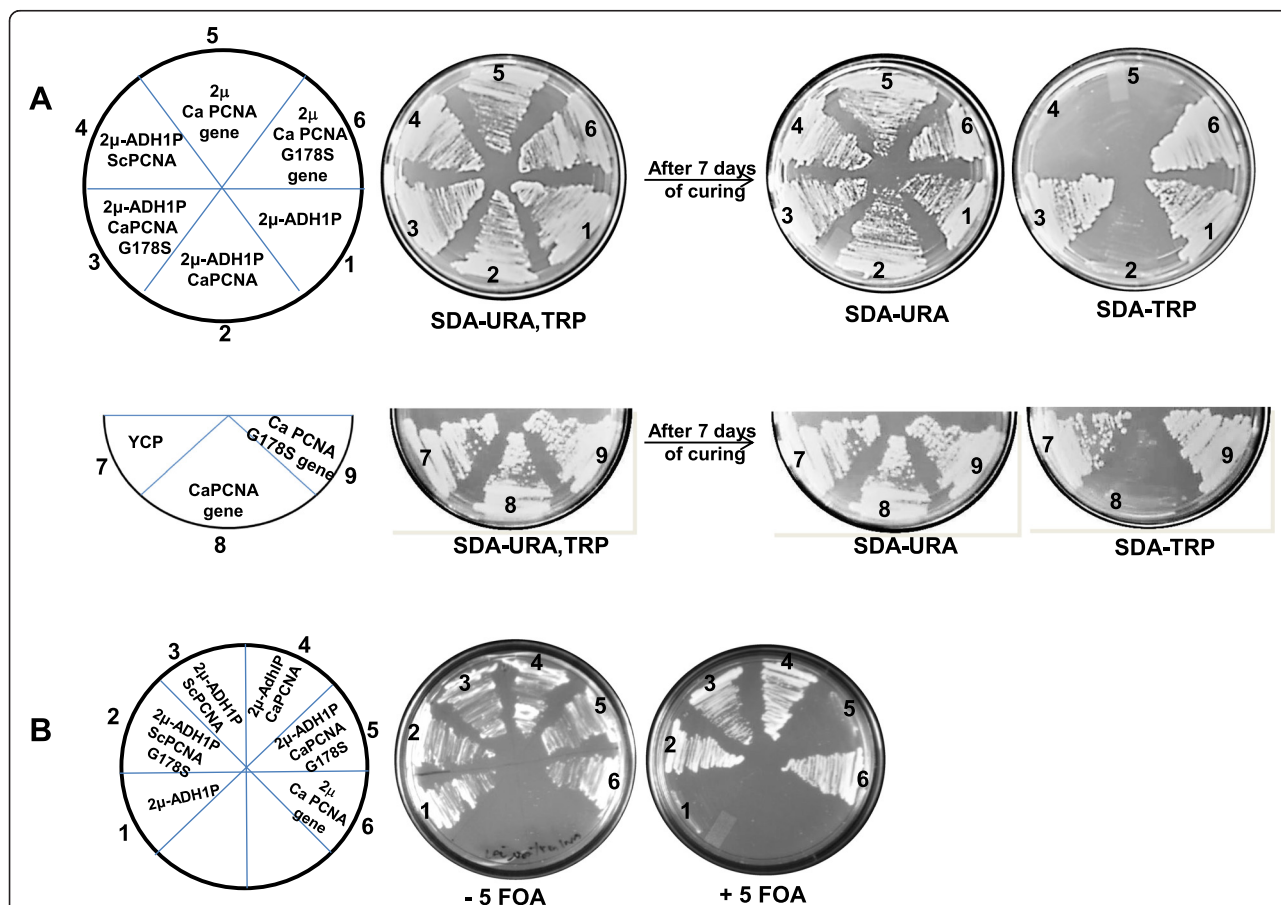 A
5
4
6
3
1
2
2µ
Ca PCNA
gene
2µ
Ca PCNA
G178S
gene
2µ-ADH1P
ScPCNA
2µ-ADH1P
CaPCNA
G178S
2µ-ADH1P
CaPCNA
2µ-ADH1P
5
4
6
3
1
2
SDA-URA,TRP
After 7 days
of curing
5
4
6
3
1
2
SDA-URA
5
4
6
3
1
2
SDA-TRP
YCP
CaPCNA
gene
Ca PCNA
G178S gene
7
8
9
7
8
9
SDA-URA,TRP
After 7 days
of curing
7
8
9
SDA-URA
7
8
9
SDA-TRP
B
3
4
2
5
1
6
2µ-ADH1P
ScPCNA
2µ-AdhIP
CaPCNA
2µ-ADH1P
ScPCNA
G178S
2µ-ADH1P
CaPCNA
G178S
2µ-ADH1P
2µ
Ca PCNA
gene
3
4
2
5
1
6
- 5 FOA
3
4
2
5
1
6
+ 5 FOA